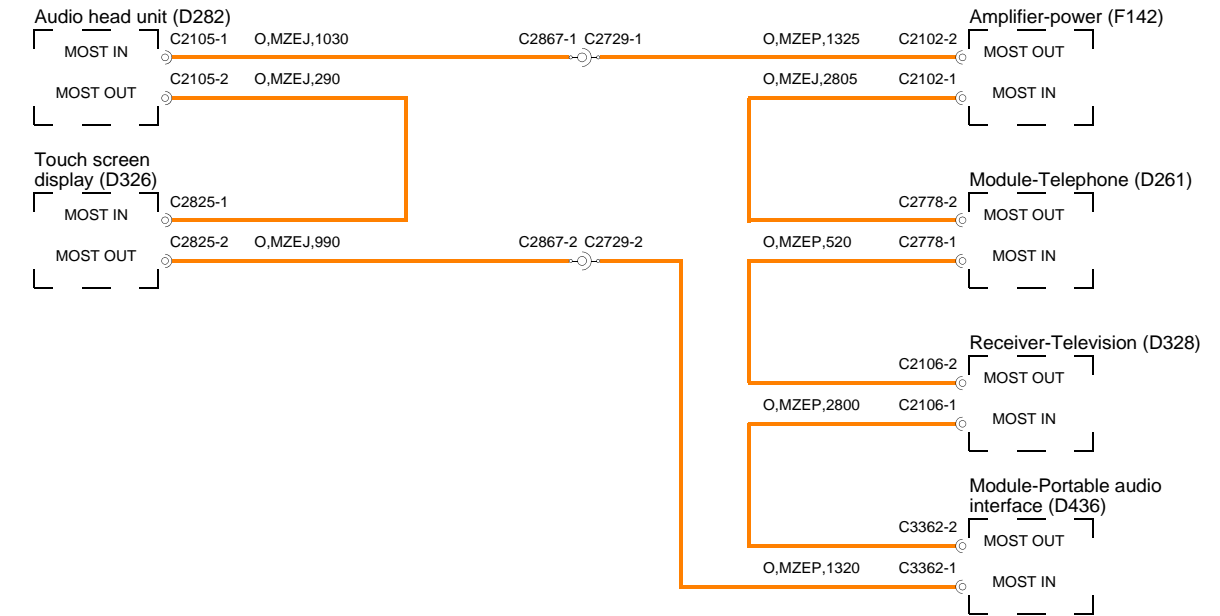 Audio head unit (D282)
MOST IN
C2105-1 O,MZEJ,1030 C2867-1 C2729-1 O,MZEP,1325 C2102-2
Amplifier-power (F142)
MOST OUT
MOST OUT
C2105-2 O,MZEJ,290
O,MZEJ,2805 C2102-1
MOST IN
Touch screen
display (D326)
MOST IN
C2825-1
Module-Telephone (D261)
C2778-2
MOST OUT
MOST OUT
C2825-2 O,MZEJ,990 C2867-2 C2729-2 O,MZEP,520 C2778-1
MOST IN
Receiver-Television (D328)
C2106-2
MOST OUT
O,MZEP,2800 C2106-1
MOST IN
Module-Portable audio
interface (D436)
C3362-2
MOST OUT
O,MZEP,1320 C3362-1
MOST IN